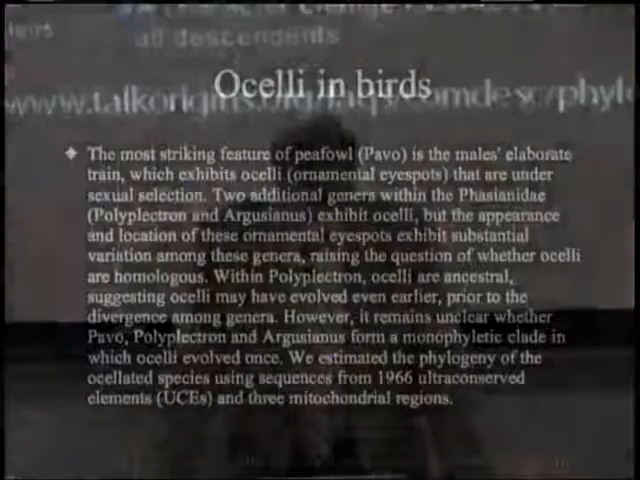 all descendents
Ocelli in birds
The most striking feature of peafowl (Pavo) is the males' elaborate
train, which exhibits ocelli (ornamental eyespots) that are under
sexual selection. Two additional genera within the Phasianidae
(Polyplectron and Argusianus) exhibit ocelli, but the appearance
and location of these ornamental eyespots exhibit substantial
variation among these genera, raising the question of whether ocelli
are homologous. Within Polyplectron, ocelli are ancestral,
suggesting ocelli may have evolved even earlier, prior to the
divergence among genera. However, it remains unclear whether
Pavo, Polyplectron and Argusianus form a monophyletic clade in
which ocelli evolved once. We estimated the phylogeny of the
ocellated species using sequences from 1966 ultraconserved
elements (UCEs) and three mitochondrial regions.